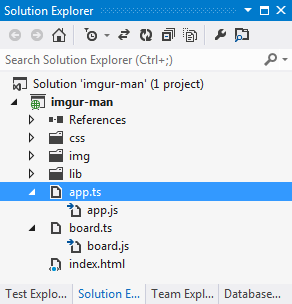 Solution Explorer
Search Solution Explorer (Ctrl+;)
Solution 'imgur-man' (1 project)
imgur-man
References
css
img
lib
app.ts
app.js
board.ts
board.js
index.html
Test Explo... Solution E... Team Expl... Database...